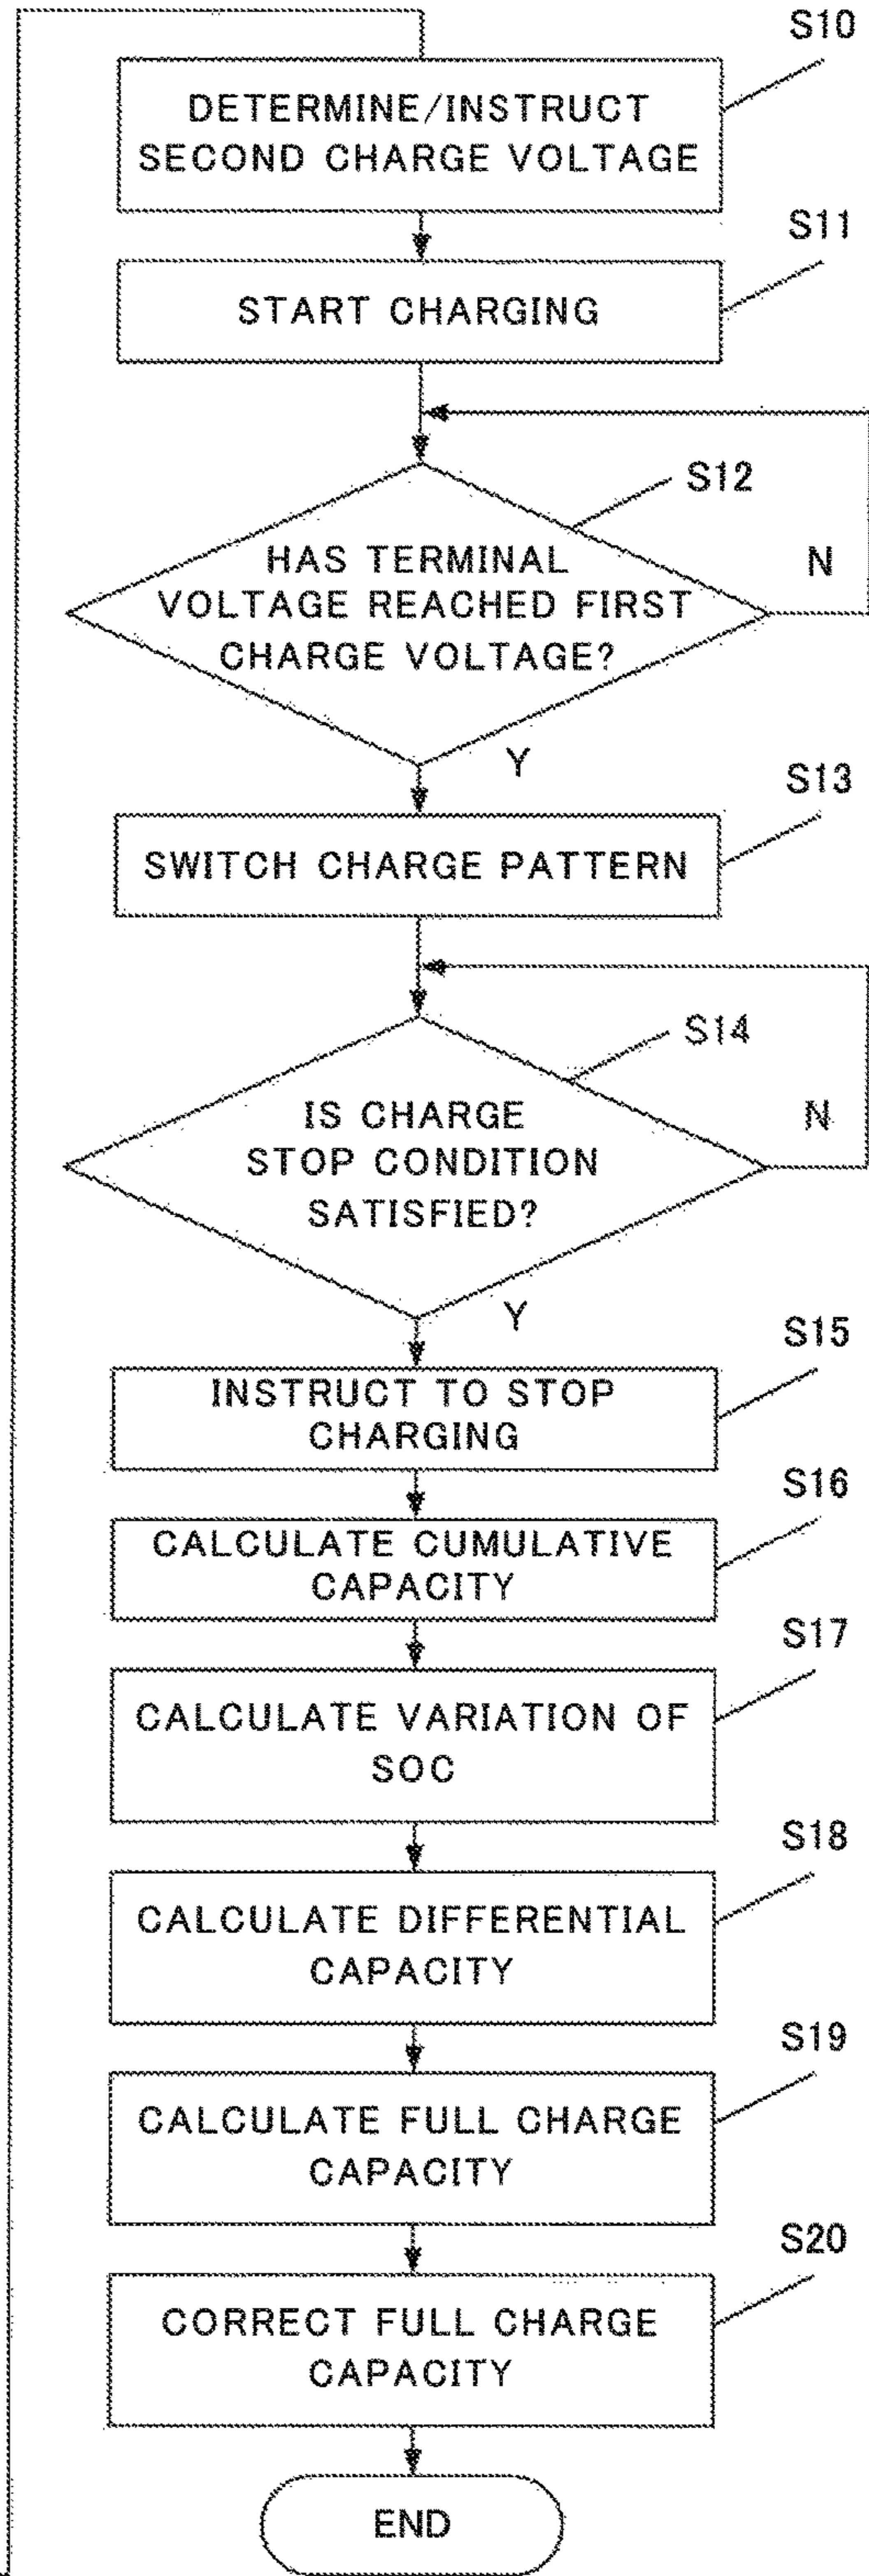 S10
DETERMINE/INSTRUCT
SECOND CHARGE VOLTAGE
S11
START CHARGING
S12
HAS TERMINAL
VOLTAGE REACHED FIRST
CHARGE VOLTAGE?
N
Y
S13
SWITCH CHARGE PATTERN
S14
IS CHARGE
STOP CONDITION
SATISFIED?
N
Y
S15
INSTRUCT TO STOP
CHARGING
S16
CALCULATE CUMULATIVE
CAPACITY
S17
CALCULATE VARIATION OF
SOC
S18
CALCULATE DIFFERENTIAL
CAPACITY
S19
CALCULATE FULL CHARGE
CAPACITY
S20
CORRECT FULL CHARGE
CAPACITY
END